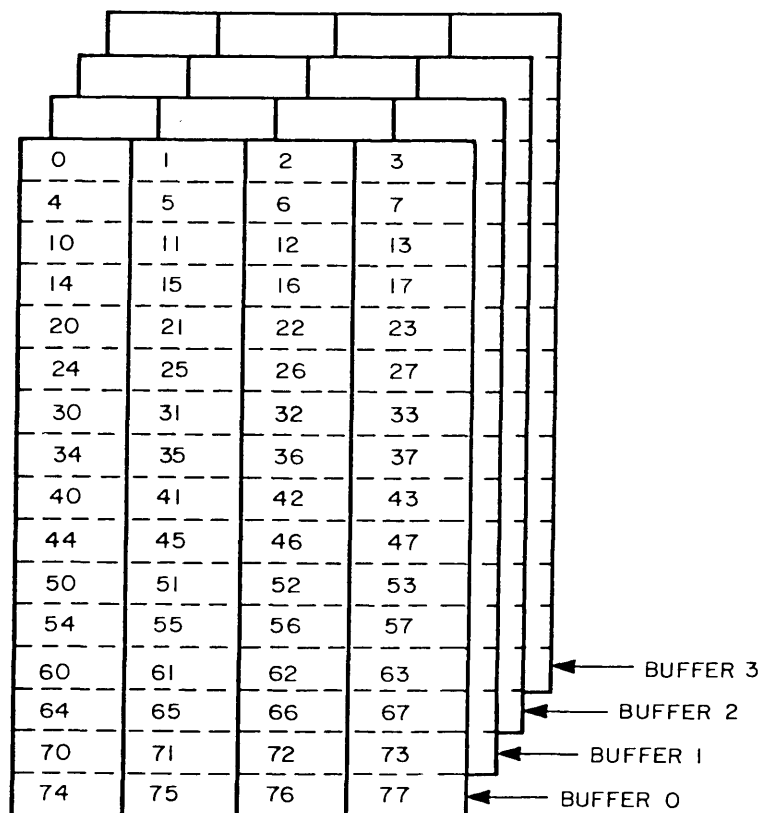 0 1 2 3
4 5 6 7
10 11 12 13
14 15 16 17
20 21 22 23
24 25 26 27
30 31 32 33
34 35 36 37
40 41 42 43
44 45 46 47
50 51 52 53
54 55 56 57
60 61 62 63 BUFFER 3
64 65 66 67 BUFFER 2
70 71 72 73 BUFFER 1
74 75 76 77 BUFFER 0